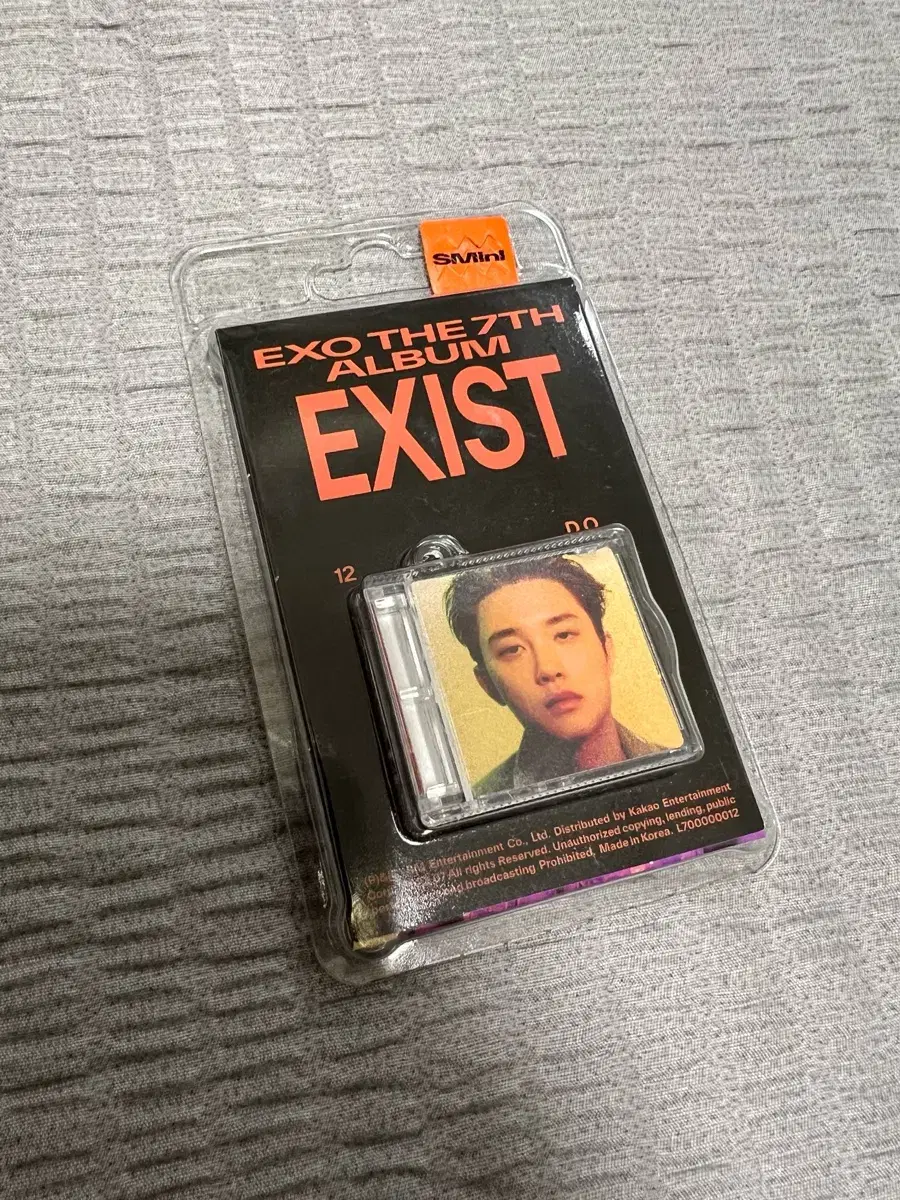 SMini
EXO THE 7TH
ALBUM
EXIST
D.O.
12
Entertainment Co., Ltd. Distributed by Kakao Entertainment
All rights Reserved. Unauthorized copying, lending, public
broadcasting Prohibited. Made in Korea. L700000012